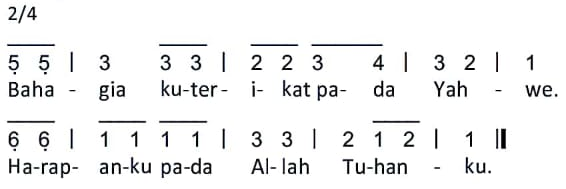 2/4
5̣ 5̣ | 3 3 3 | 2 2 3 4 | 3 2 | 1
Baha - gia ku-ter- i- kat pa- da Yah - we.
6̣ 6̣ | 1 1 1 1 | 3 3 | 2 1 2 | 1 ||
Ha-rap- an-ku pa-da Al-lah Tu-han - ku.